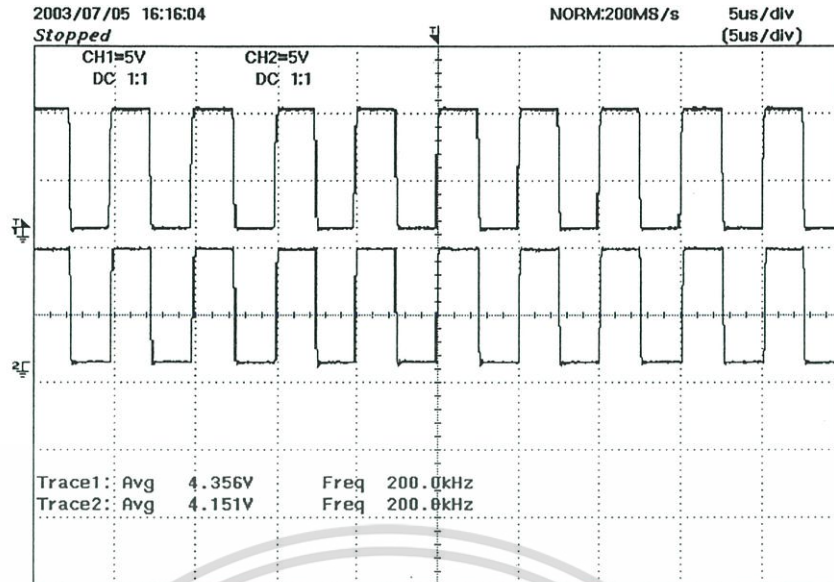 2003/07/05 16:16:04 NORM:200MS/s 5us/div
Stopped (5us/div)
CH1=5V CH2=5V
DC 1:1 DC 1:1
Trace1: Avg 4.356V Freq 200.0kHz
Trace2: Avg 4.151V Freq 200.0kHz